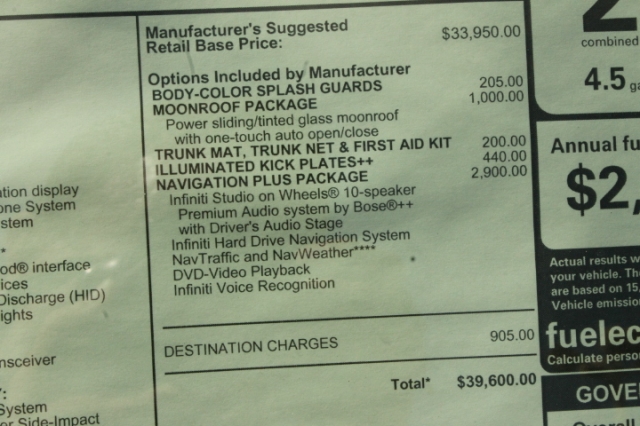 ation display
one System
stem
*
od® interface
ices
Discharge (HID)
ights
nsceiver
:
System
or Side-Impact
Manufacturer's Suggested
Retail Base Price: $33,950.00
Options Included by Manufacturer
BODY-COLOR SPLASH GUARDS 205.00
MOONROOF PACKAGE 1,000.00
Power sliding/tinted glass moonroof
with one-touch auto open/close
TRUNK MAT, TRUNK NET & FIRST AID KIT 200.00
ILLUMINATED KICK PLATES++ 440.00
NAVIGATION PLUS PACKAGE 2,900.00
Infiniti Studio on Wheels® 10-speaker
Premium Audio system by Bose®++
with Driver's Audio Stage
Infiniti Hard Drive Navigation System
NavTraffic and NavWeather****
DVD-Video Playback
Infiniti Voice Recognition
DESTINATION CHARGES 905.00
Total* $39,600.00
2
combined
4.5 ga
Annual fu
$2,
Actual results w
your vehicle. Th
are based on 15,
Vehicle emissio
fuelec
Calculate perso
GOVE
Overall